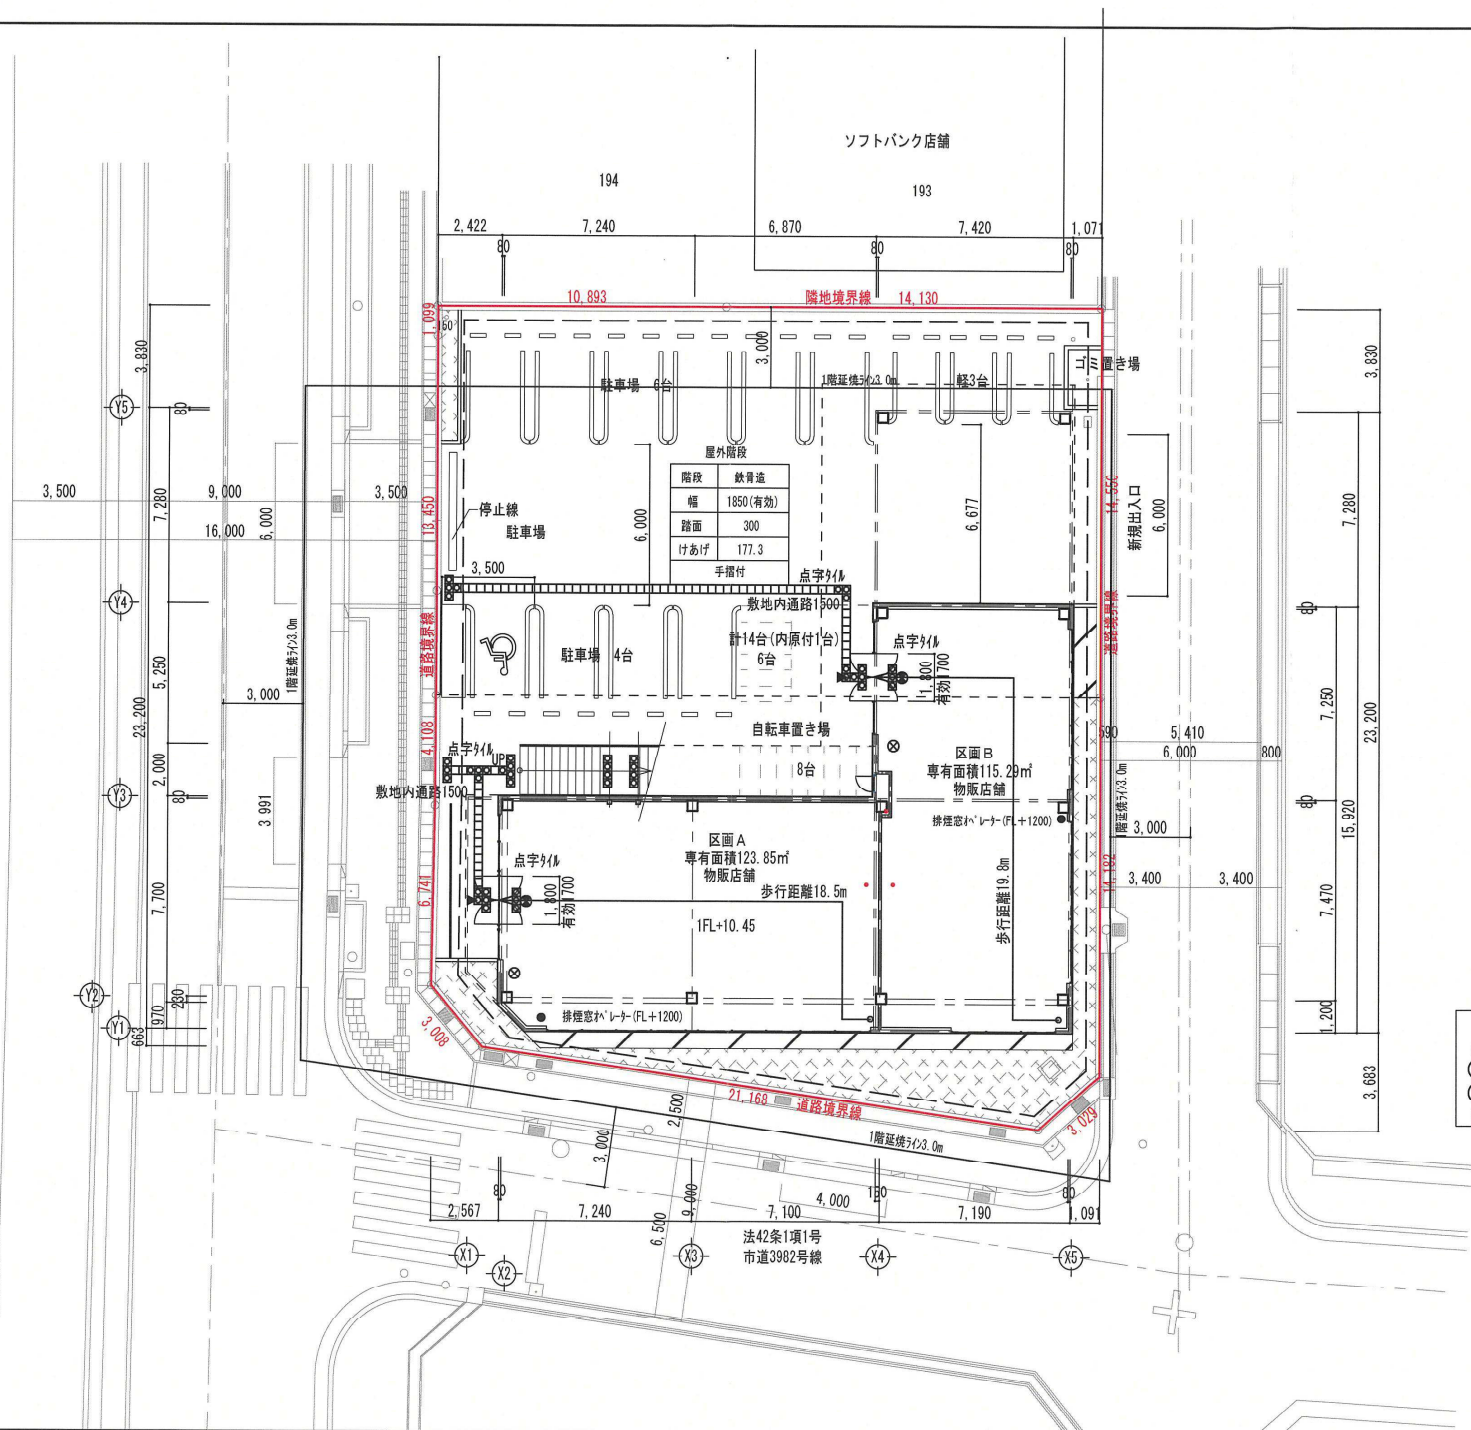 ソフトバンク店舗
194
193
2,422
7,240
6,870
7,420
1,071
80
80
80
10,893
隣地境界線
14,130
1,099
150
3,830
3,000
ゴミ置き場
3,830
駐車場 6台
1階延焼ライン3.0m
軽3台
Y5
80
屋外階段
階段 鉄骨造
幅 1850(有効)
踏面 300
けあげ 177.3
手摺付
3,500
9,000
3,500
7,280
16,000
6,000
13,450
停止線
駐車場
6,000
6,677
新規出入口
6,000
7,280
3,500
点字タイル
敷地内通路1500
Y4
80
道路境界線
道路境界線
1階延焼ライン3.0m
計14台(内原付1台)
6台
点字タイル
駐車場 4台
5,250
3,000
1,800
有効1700
7,250
23,200
23,200
4,108
点字タイル
UP
自転車置き場
8台
590
5,410
6,000
800
区画B
専有面積115.29㎡
物販店舗
2,000
Y3
80
敷地内通路1500
80
15,920
3 991
排煙窓オペレーター(FL+1200)
1階延焼ライン3.0m
3,000
区画A
専有面積123.85㎡
物販店舗
点字タイル
歩行距離18.5m
歩行距離19.8m
14,182
3,400
3,400
7,700
6,741
1,800
有効1700
1FL+10.45
7,470
Y2
230
970
Y1
663
排煙窓オペレーター(FL+1200)
1,200
3,008
3,683
21,168
道路境界線
3,029
2,500
3,000
1階延焼ライン3.0m
80
150
80
2,567
7,240
9,000
7,100
4,000
7,190
1,091
6,500
法42条1項1号
市道3982号線
X1
X2
X3
X4
X5